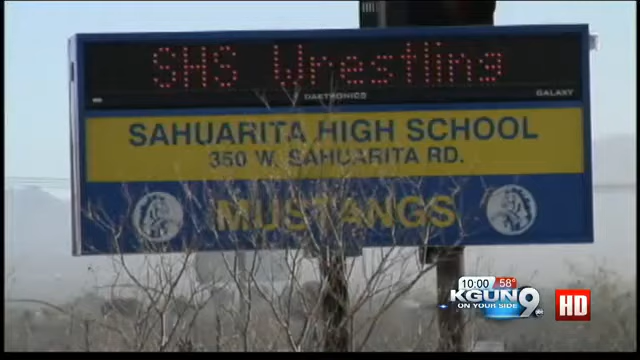 SHS Wrestling
DAKTRONICS
GALAXY
SAHUARITA HIGH SCHOOL
350 W. SAHUARITA RD.
MUSTANGS
10:00 58°
KGUN 9
ON YOUR SIDE
abc
HD